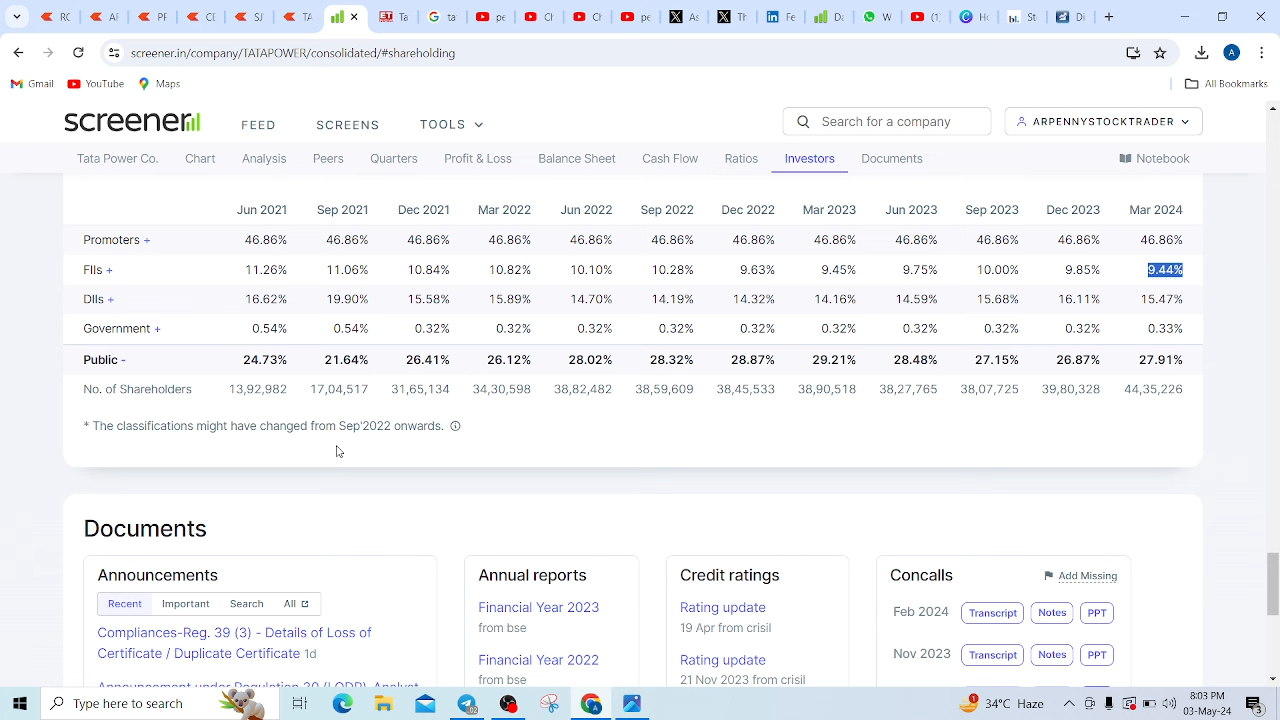 Ta
Ta
screener.in/company/TATAPOWER/consolidated/#shareholding
Gmail YouTube Maps All Bookmarks
screener FEED SCREENS TOOLS Search for a company ARPENNYSTOCKTRADER
Tata Power Co. Chart Analysis Peers Quarters Profit & Loss Balance Sheet Cash Flow Ratios Investors Documents Notebook
Jun 2021 Sep 2021 Dec 2021 Mar 2022 Jun 2022 Sep 2022 Dec 2022 Mar 2023 Jun 2023 Sep 2023 Dec 2023 Mar 2024
Promoters + 46.86% 46.86% 46.86% 46.86% 46.86% 46.86% 46.86% 46.86% 46.86% 46.86% 46.86% 46.86%
FIIs + 11.26% 11.06% 10.84% 10.82% 10.10% 10.28% 9.63% 9.45% 9.75% 10.00% 9.85% 9.44%
DIIs + 16.62% 19.90% 15.58% 15.89% 14.70% 14.19% 14.32% 14.16% 14.59% 15.68% 16.11% 15.47%
Government + 0.54% 0.54% 0.32% 0.32% 0.32% 0.32% 0.32% 0.32% 0.32% 0.32% 0.32% 0.33%
Public - 24.73% 21.64% 26.41% 26.12% 28.02% 28.32% 28.87% 29.21% 28.48% 27.15% 26.87% 27.91%
No. of Shareholders 13,92,982 17,04,517 31,65,134 34,30,598 38,82,482 38,59,609 38,45,533 38,90,518 38,27,765 38,07,725 39,80,328 44,35,226
* The classifications might have changed from Sep'2022 onwards.
Documents
Announcements Annual reports Credit ratings Concalls Add Missing
Recent Important Search All
Financial Year 2023 Rating update Feb 2024 Transcript Notes PPT
from bse 19 Apr from crisil
Compliances-Reg. 39 (3) - Details of Loss of
Certificate / Duplicate Certificate 1d
Financial Year 2022 Rating update Nov 2023 Transcript Notes PPT
from bse 21 Nov 2023 from crisil
Announcement under Regulation 30 (LODR)-Analyst
Type here to search 34°C Haze 8:03 PM
03-May-24